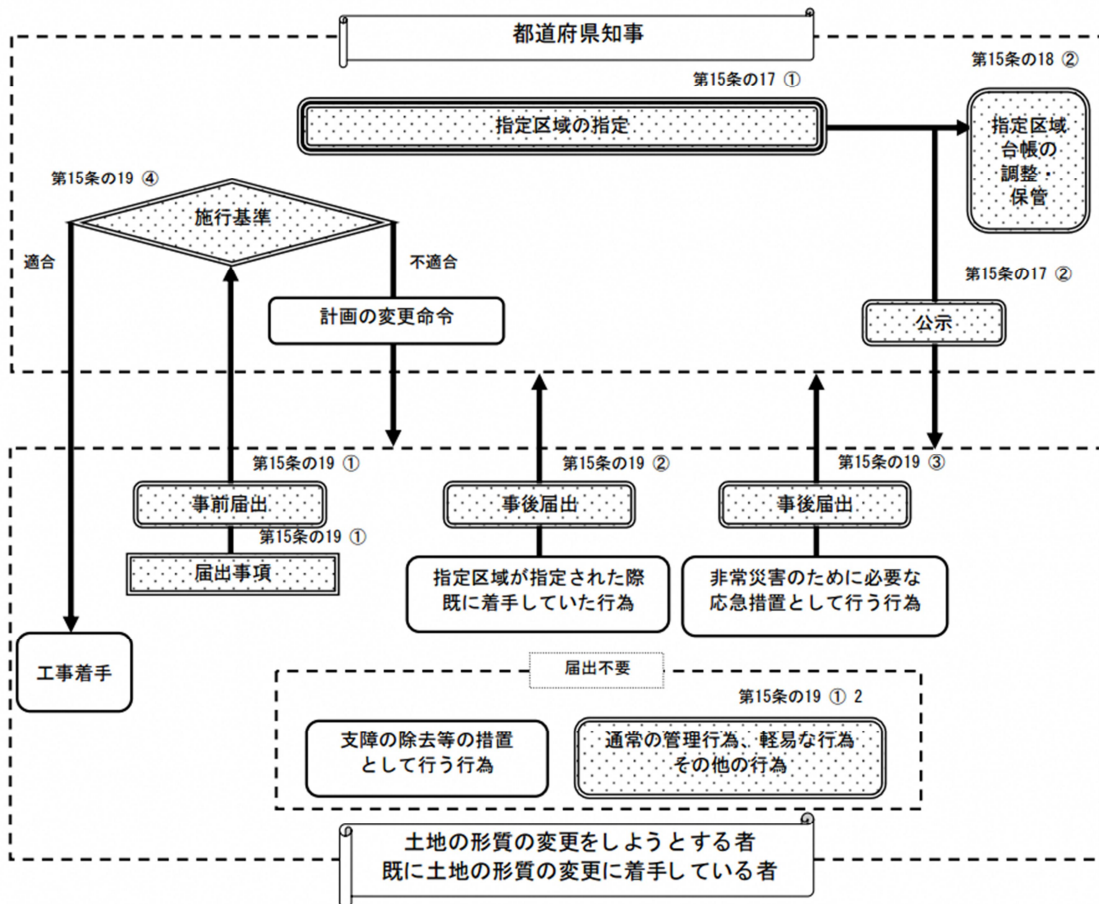 都道府県知事
第15条の17 ①
第15条の18 ②
指定区域の指定
指定区域
台帳の
調整・
保管
第15条の19 ④
施行基準
適合
不適合
第15条の17 ②
計画の変更命令
公示
第15条の19 ①
第15条の19 ②
第15条の19 ③
事前届出
事後届出
事後届出
第15条の19 ①
届出事項
指定区域が指定された際
既に着手していた行為
非常災害のために必要な
応急措置として行う行為
工事着手
届出不要
第15条の19 ① 2
支障の除去等の措置
として行う行為
通常の管理行為、軽易な行為
その他の行為
土地の形質の変更をしようとする者
既に土地の形質の変更に着手している者